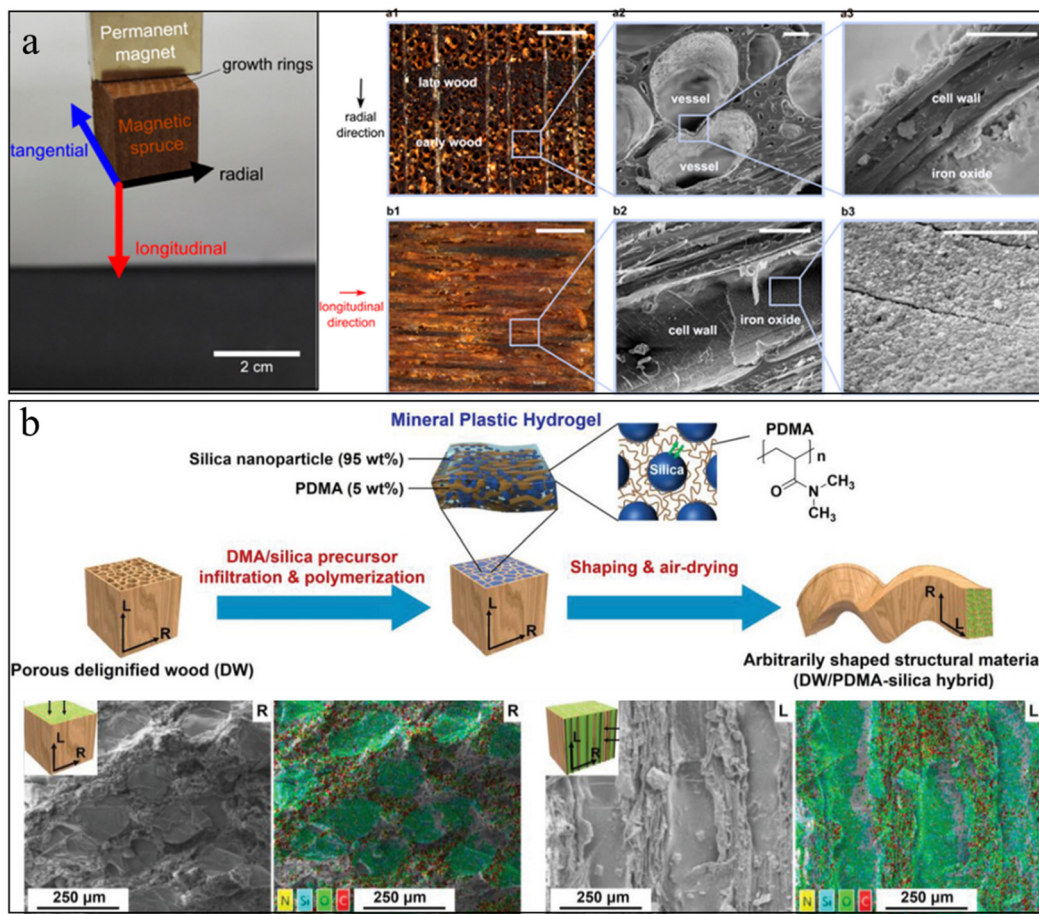 a
Permanent
magnet
growth rings
Magnetic
spruce
tangential
radial
longitudinal
2 cm
radial
direction
longitudinal
direction
a1
late wood
early wood
a2
vessel
vessel
a3
cell wall
iron oxide
b1
b2
cell wall
iron oxide
b3
b
Mineral Plastic Hydrogel
Silica nanoparticle (95 wt%)
PDMA (5 wt%)
Silica
PDMA
n
O
N
CH3
CH3
DMA/silica precursor
infiltration & polymerization
Shaping & air-drying
L
R
L
R
R
L
Porous delignified wood (DW)
Arbitrarily shaped structural materia
(DW/PDMA-silica hybrid)
L
R
R
250 µm
R
N Si O C
250 µm
L
R
L
250 µm
L
N Si O C
250 µm